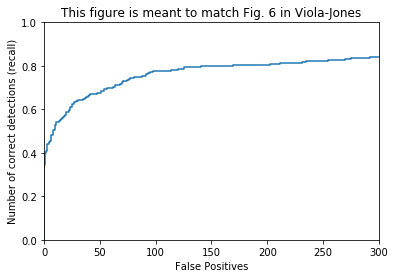 This figure is meant to match Fig. 6 in Viola-Jones
Number of correct detections (recall)
1.0
0.8
0.6
0.4
0.2
0.0
0 50 100 150 200 250 300
False Positives